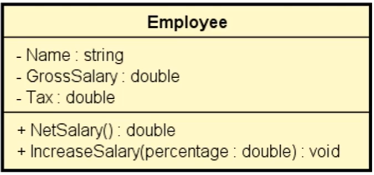 Employee
- Name : string
- GrossSalary : double
- Tax : double
+ NetSalary() : double
+ IncreaseSalary(percentage : double) : void